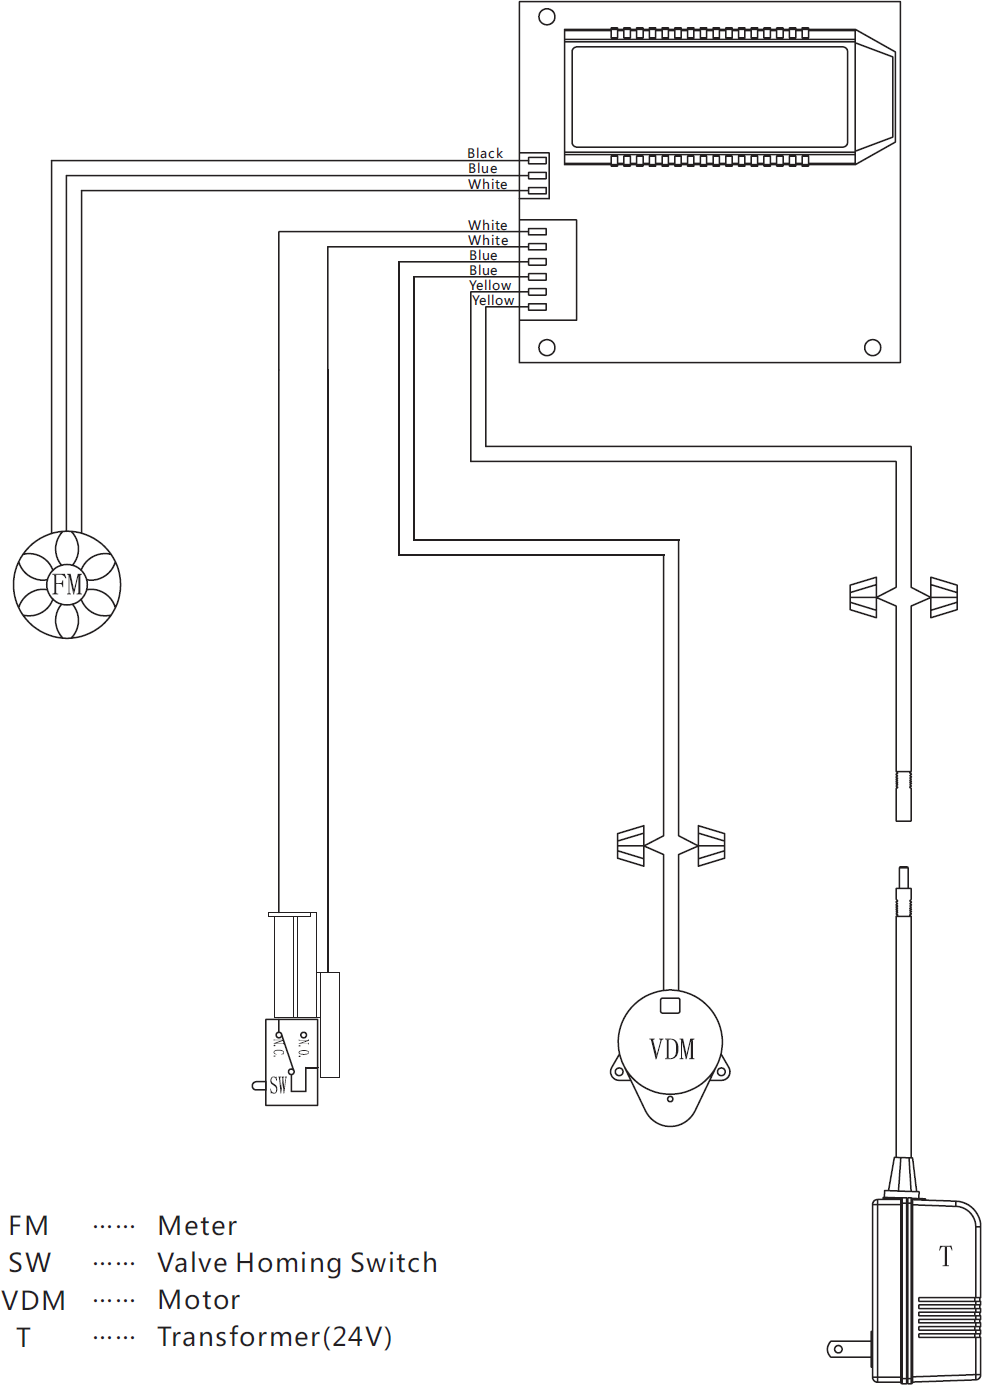 Black
Blue
White
White
White
Blue
Blue
Yellow
Yellow
FM
N. C.
N. O.
SW
VDM
T
FM ...... Meter
SW ...... Valve Homing Switch
VDM ...... Motor
T ...... Transformer(24V)